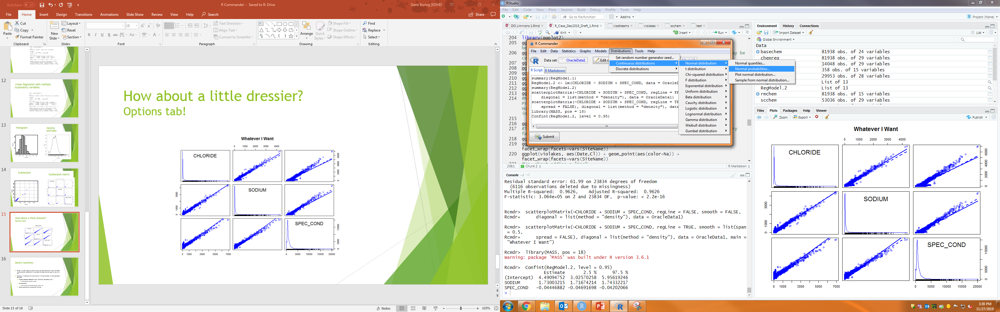 AutoSave Off
R Commander - Saved to R: Drive
Dane Boring [KDHE]
File Home Insert Design Transitions Animations Slide Show Review View Help Search
Share
Paste
Cut
Copy
Format Painter
Clipboard
New Slide
Layout
Reset
Section
Slides
18
Font
Text Direction
Align Text
Convert to SmartArt
Paragraph
Arrange
Quick Styles
Shape Fill
Shape Outline
Shape Effects
Drawing
Find
Replace
Select
Editing
12
Linear Regression with multiple
explanatory variables:
13
Histogram
Density
estimate
14
Scatterplot
Scatterplot matrix
15
How about a little dressier?
Options tab!
16
Dane's summary
How about a little dressier?
Options tab!
Whatever I Want
0 1000 2000 3000 4000
CHLORIDE
0 2000 4000 6000
SODIUM
0 1000 3000
SPEC_COND
0 5000 15000
0 1000 3000 5000 7000
0 5000 10000 15000 20000
Slide 15 of 16
Notes
103%
RStudio
File Edit Code View Plots Session Build Debug Profile Tools Help
Go to file/function
Addins
Project: (None)
DO Limnions 1.Rmd
R_Class_Dec2019_Draft_1.Rmd
viostreams
violakes
scchem
test
Knit
Insert
Run
204 library(ggplot2)
205
206
207
208
209
210
211
212
213
214
215
216
217
218
219
facet_wrap(facets=vars(SiteName))
220 ggplot(violakes, aes(Date,Cl)) + geom_point(aes(color=Na)) +
facet_wrap(facets=vars(SiteName))
208:1
Chunk 2
R Markdown
R Commander
File Edit Data Statistics Graphs Models Distributions Tools Help
Data set: OracleData1
R Script
R Markdown
summary(RegModel.1)
RegModel.2 <- lm(CHLORIDE ~ SODIUM + SPEC_COND, data = OracleD
summary(RegModel.2)
scatterplotMatrix(~CHLORIDE + SODIUM + SPEC_COND, regLine = FA
diagonal = list(method = "density"), data = OracleData1)
scatterplotMatrix(~CHLORIDE + SODIUM + SPEC_COND, regLine = TR
spread = FALSE), diagonal = list(method = "density"), data
library(MASS, pos = 18)
Confint(RegModel.2, level = 0.95)
Submit
Set random number generator seed...
Continuous distributions
Discrete distributions
Normal distribution
t distribution
Chi-squared distribution
F distribution
Exponential distribution
Uniform distribution
Beta distribution
Cauchy distribution
Logistic distribution
Lognormal distribution
Gamma distribution
Weibull distribution
Gumbel distribution
Normal quantiles...
Normal probabilities...
Plot normal distribution...
Sample from normal distribution...
Console ~/
Residual standard error: 61.99 on 23834 degrees of freedom
(6116 observations deleted due to missingness)
Multiple R-squared: 0.9626, Adjusted R-squared: 0.9626
F-statistic: 3.064e+05 on 2 and 23834 DF, p-value: < 2.2e-16
Rcmdr> scatterplotMatrix(~CHLORIDE + SODIUM + SPEC_COND, regLine = FALSE, smooth = FALSE,
Rcmdr+ diagonal = list(method = "density"), data = OracleData1)
Rcmdr> scatterplotMatrix(~CHLORIDE + SODIUM + SPEC_COND, regLine = TRUE, smooth = list(span
= 0.5,
Rcmdr+ spread = FALSE), diagonal = list(method = "density"), data = OracleData1, main =
"Whatever I Want")
Rcmdr> library(MASS, pos = 18)
Warning: package 'MASS' was built under R version 3.6.1
Rcmdr> Confint(RegModel.2, level = 0.95)
Estimate 2.5 % 97.5 %
(Intercept) 4.49094752 3.02570258 5.95619246
SODIUM 1.73003215 1.71674214 1.74332217
SPEC_COND -0.04446882 -0.04691698 -0.04202066
>
Environment History Connections
Import Dataset
List
Global Environment
Data
basechem 81938 obs. of 24 variables
chemreg 81938 obs. of 29 variables
14048 obs. of 29 variables
358 obs. of 15 variables
29953 obs. of 28 variables
List of 13
RegModel.2 List of 13
rmchem 81938 obs. of 15 variables
scchem 53036 obs. of 29 variables
Files Plots Packages Help Viewer
Zoom
Export
Publish
Whatever I Want
0 1000 2000 3000 4000
CHLORIDE
0 2000 4000 6000
SODIUM
0 1000 3000
SPEC_COND
0 5000 15000
0 1000 3000 5000 7000
0 5000 10000 15000 20000
3:30 PM
11/27/2019